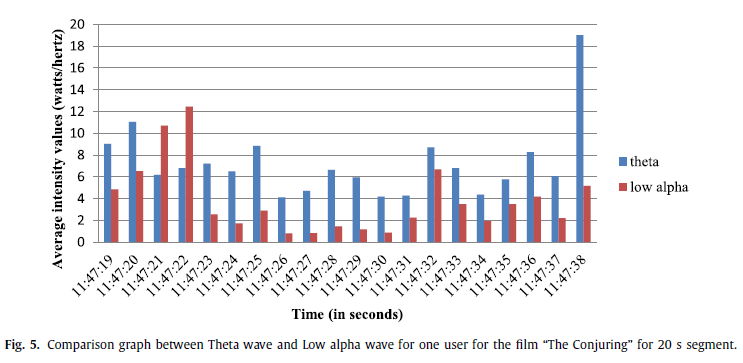 20
18
16
14
12
10
8
6
4
2
0
Average intensity values (watts/hertz)
theta
low alpha
11:47:19 11:47:20 11:47:21 11:47:22 11:47:23 11:47:24 11:47:25 11:47:26 11:47:27 11:47:28 11:47:29 11:47:30 11:47:31 11:47:32 11:47:33 11:47:34 11:47:35 11:47:36 11:47:37 11:47:38
Time (in seconds)
Fig. 5. Comparison graph between Theta wave and Low alpha wave for one user for the film “The Conjuring” for 20 s segment.